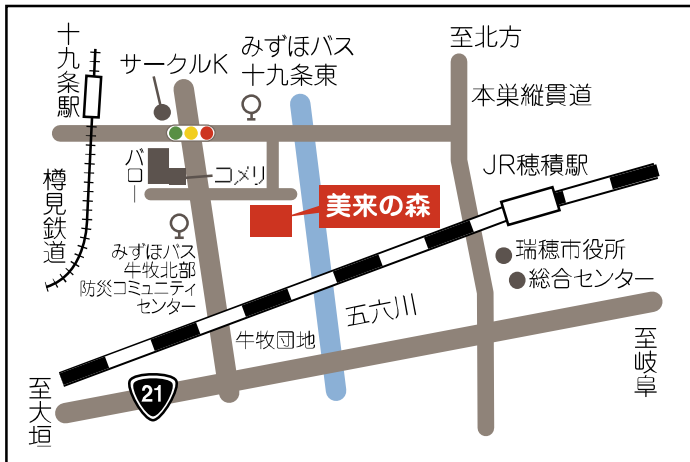 十九条駅
サークルK
みずほバス
十九条東
至北方
本巣縦貫道
バロー
コメリ
JR穂積駅
樽見鉄道
美来の森
みずほバス
牛牧北部
防災コミュニティ
センター
瑞穂市役所
総合センター
五六川
牛牧団地
至岐阜
21
至大垣